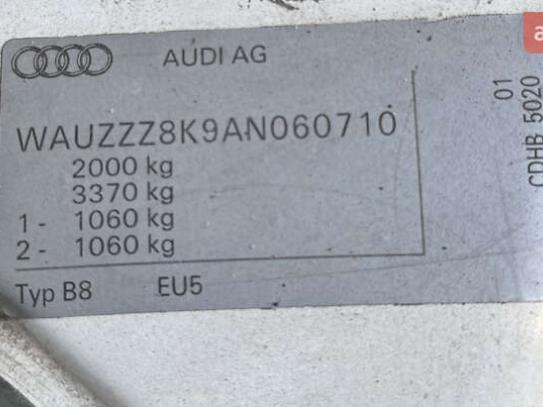 AUDI AG
WAUZZZ8K9AN060710
2000 kg
3370 kg
1 - 1060 kg
2 - 1060 kg
Typ B8 EU5
01
CDHB 5020
a